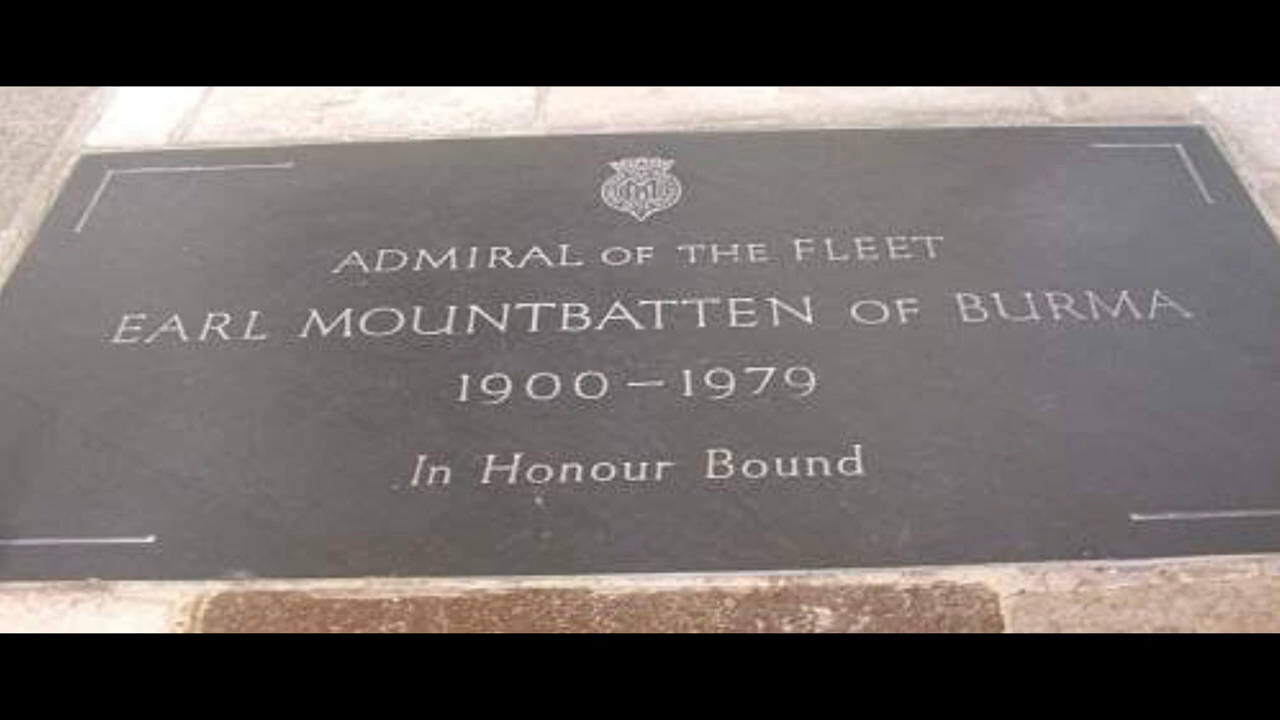 ADMIRAL OF THE FLEET
EARL MOUNTBATTEN OF BURMA
1900 – 1979
In Honour Bound